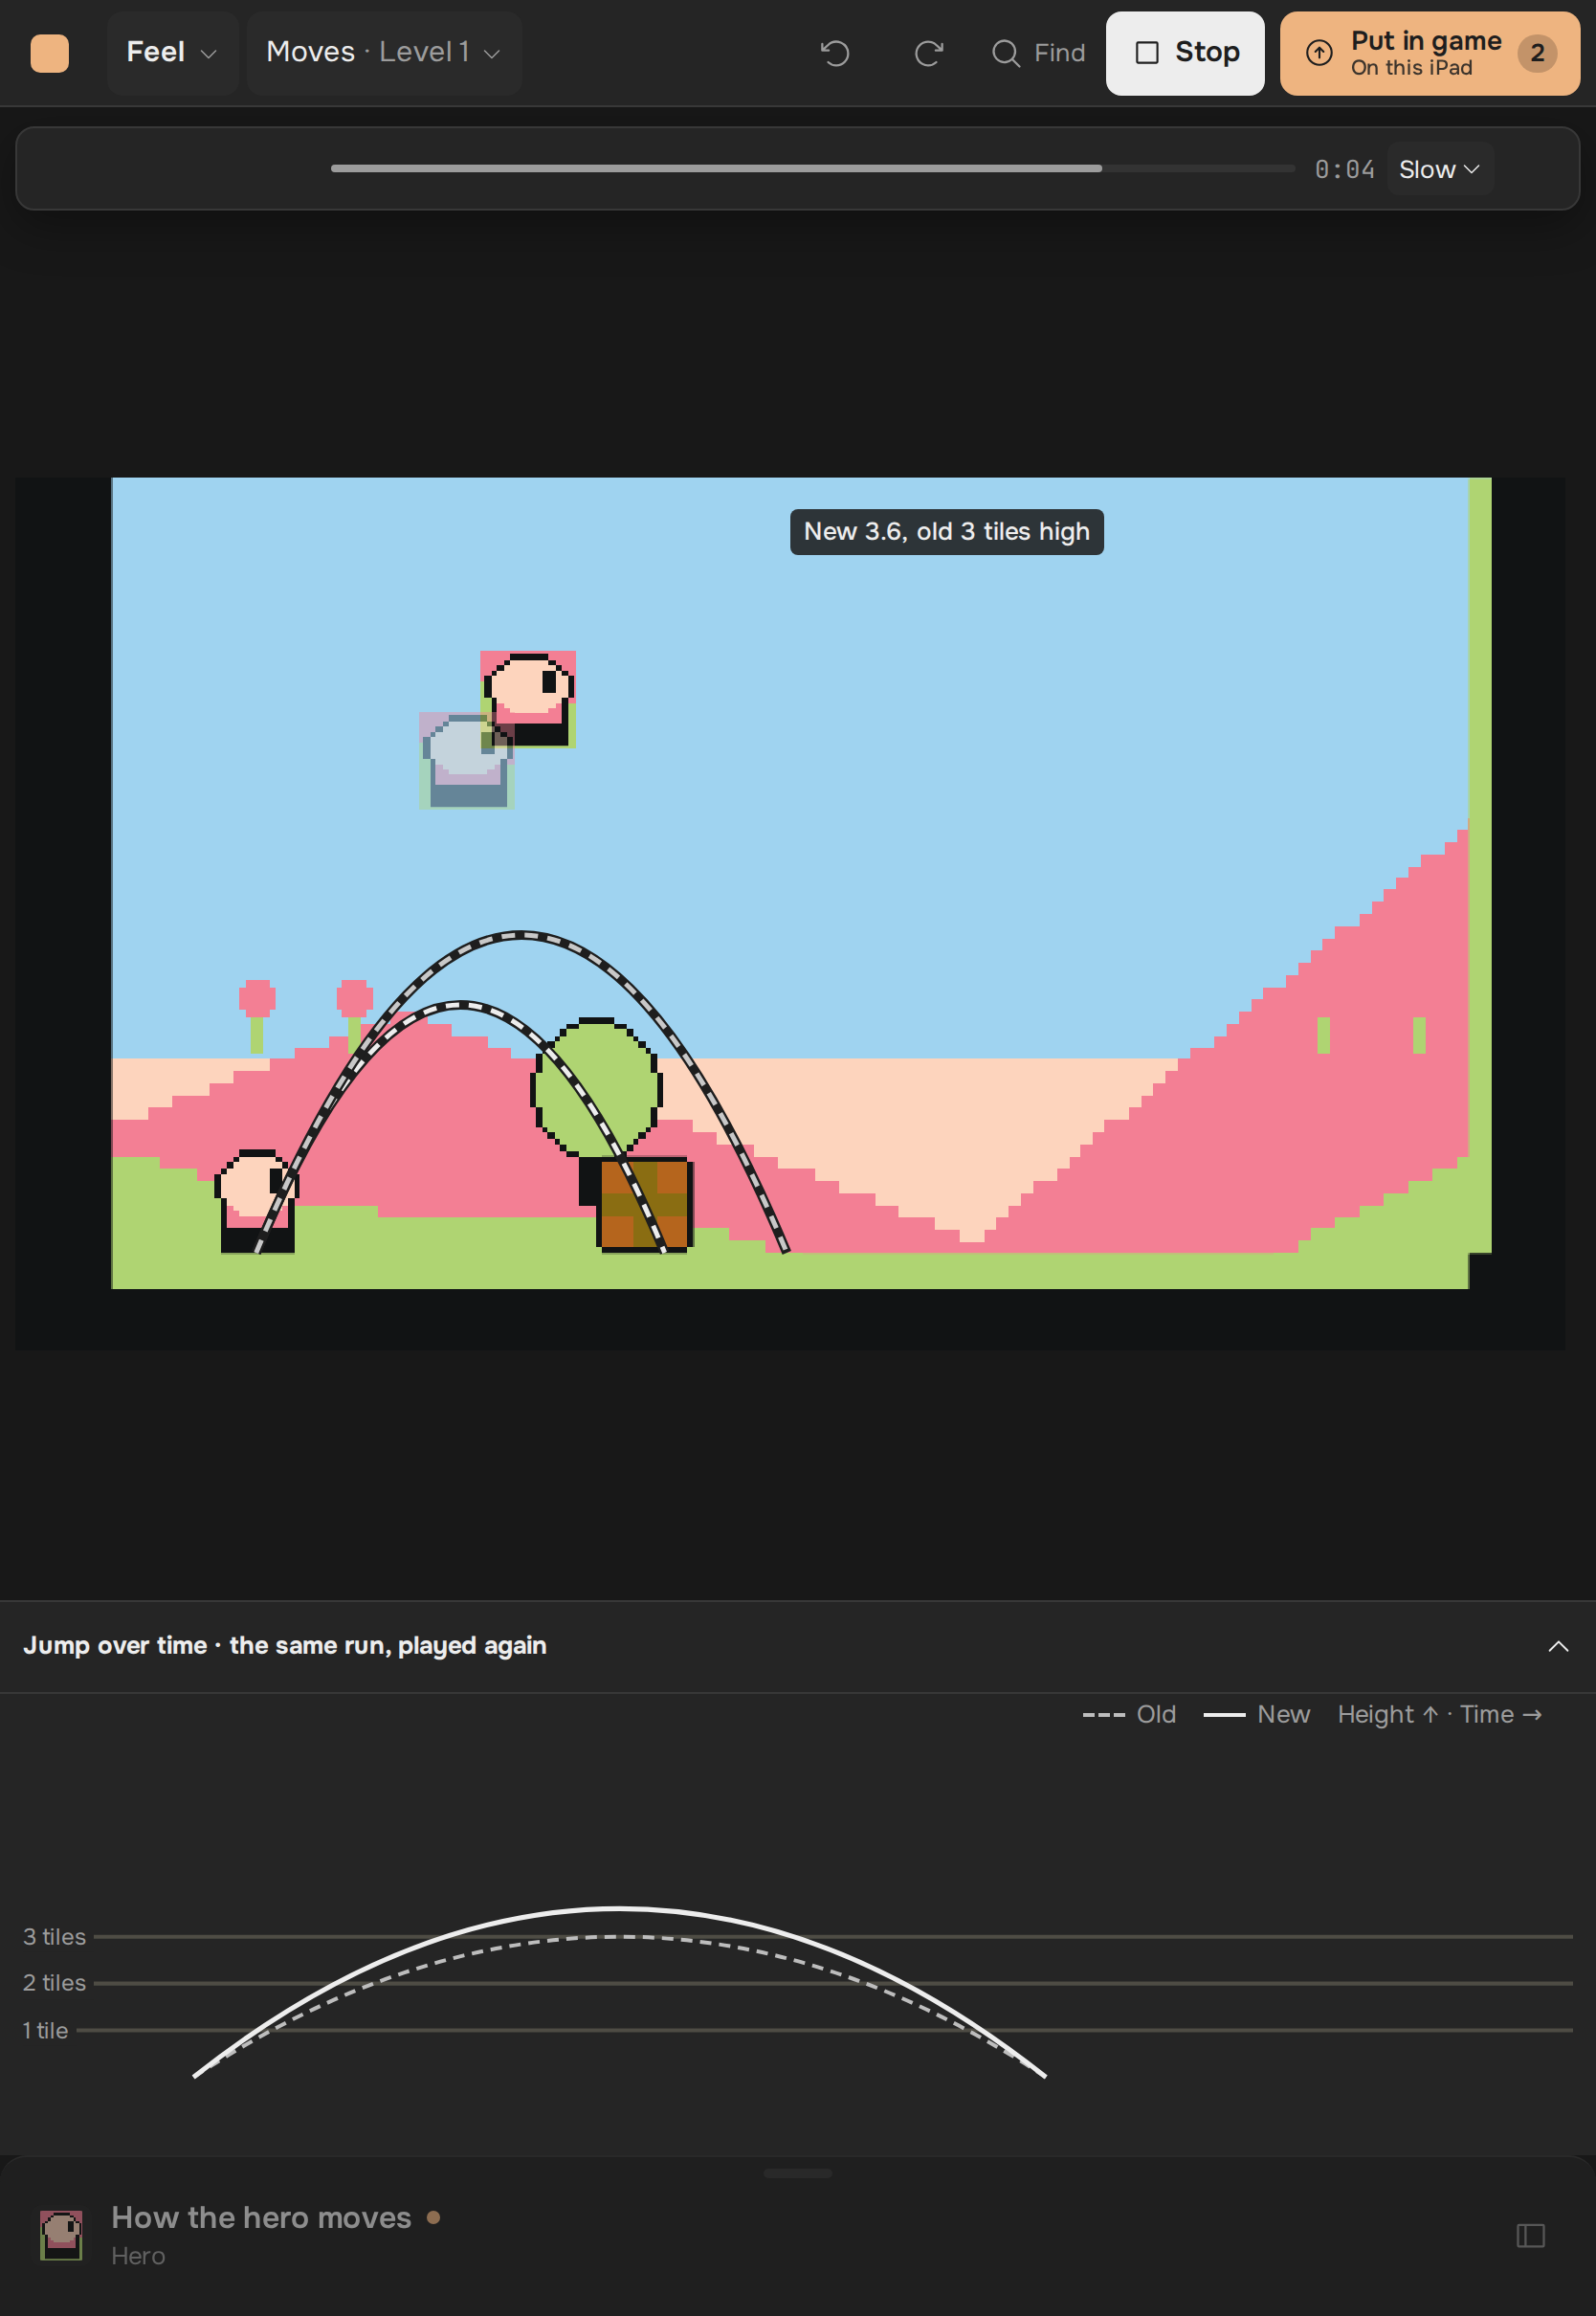 Feel
Moves · Level 1
Find
Stop
Put in game
On this iPad
2
0:04
Slow
New 3.6, old 3 tiles high
Jump over time · the same run, played again
Old
New
Height ↑ · Time →
3 tiles
2 tiles
1 tile
How the hero moves
Hero